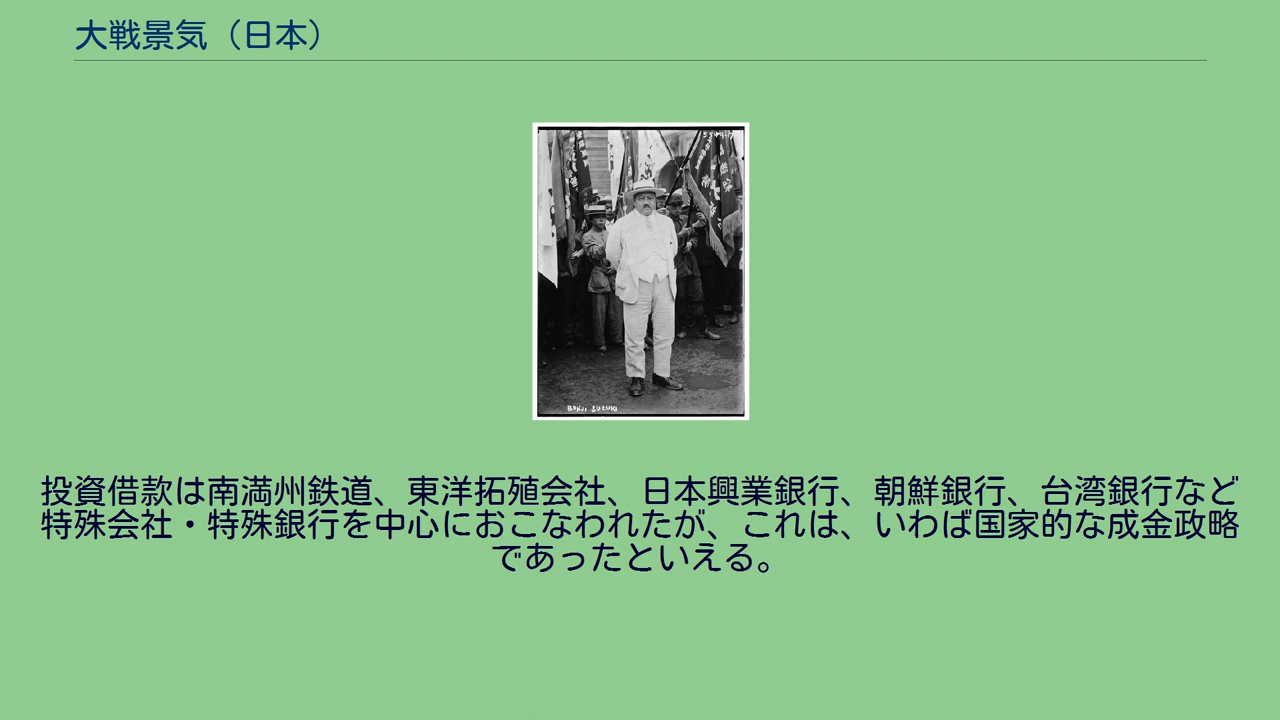 大戦景気（日本）
BANJI SUZUKI
投資借款は南満州鉄道、東洋拓殖会社、日本興業銀行、朝鮮銀行、台湾銀行など
特殊会社・特殊銀行を中心におこなわれたが、これは、いわば国家的な成金政略
であったといえる。